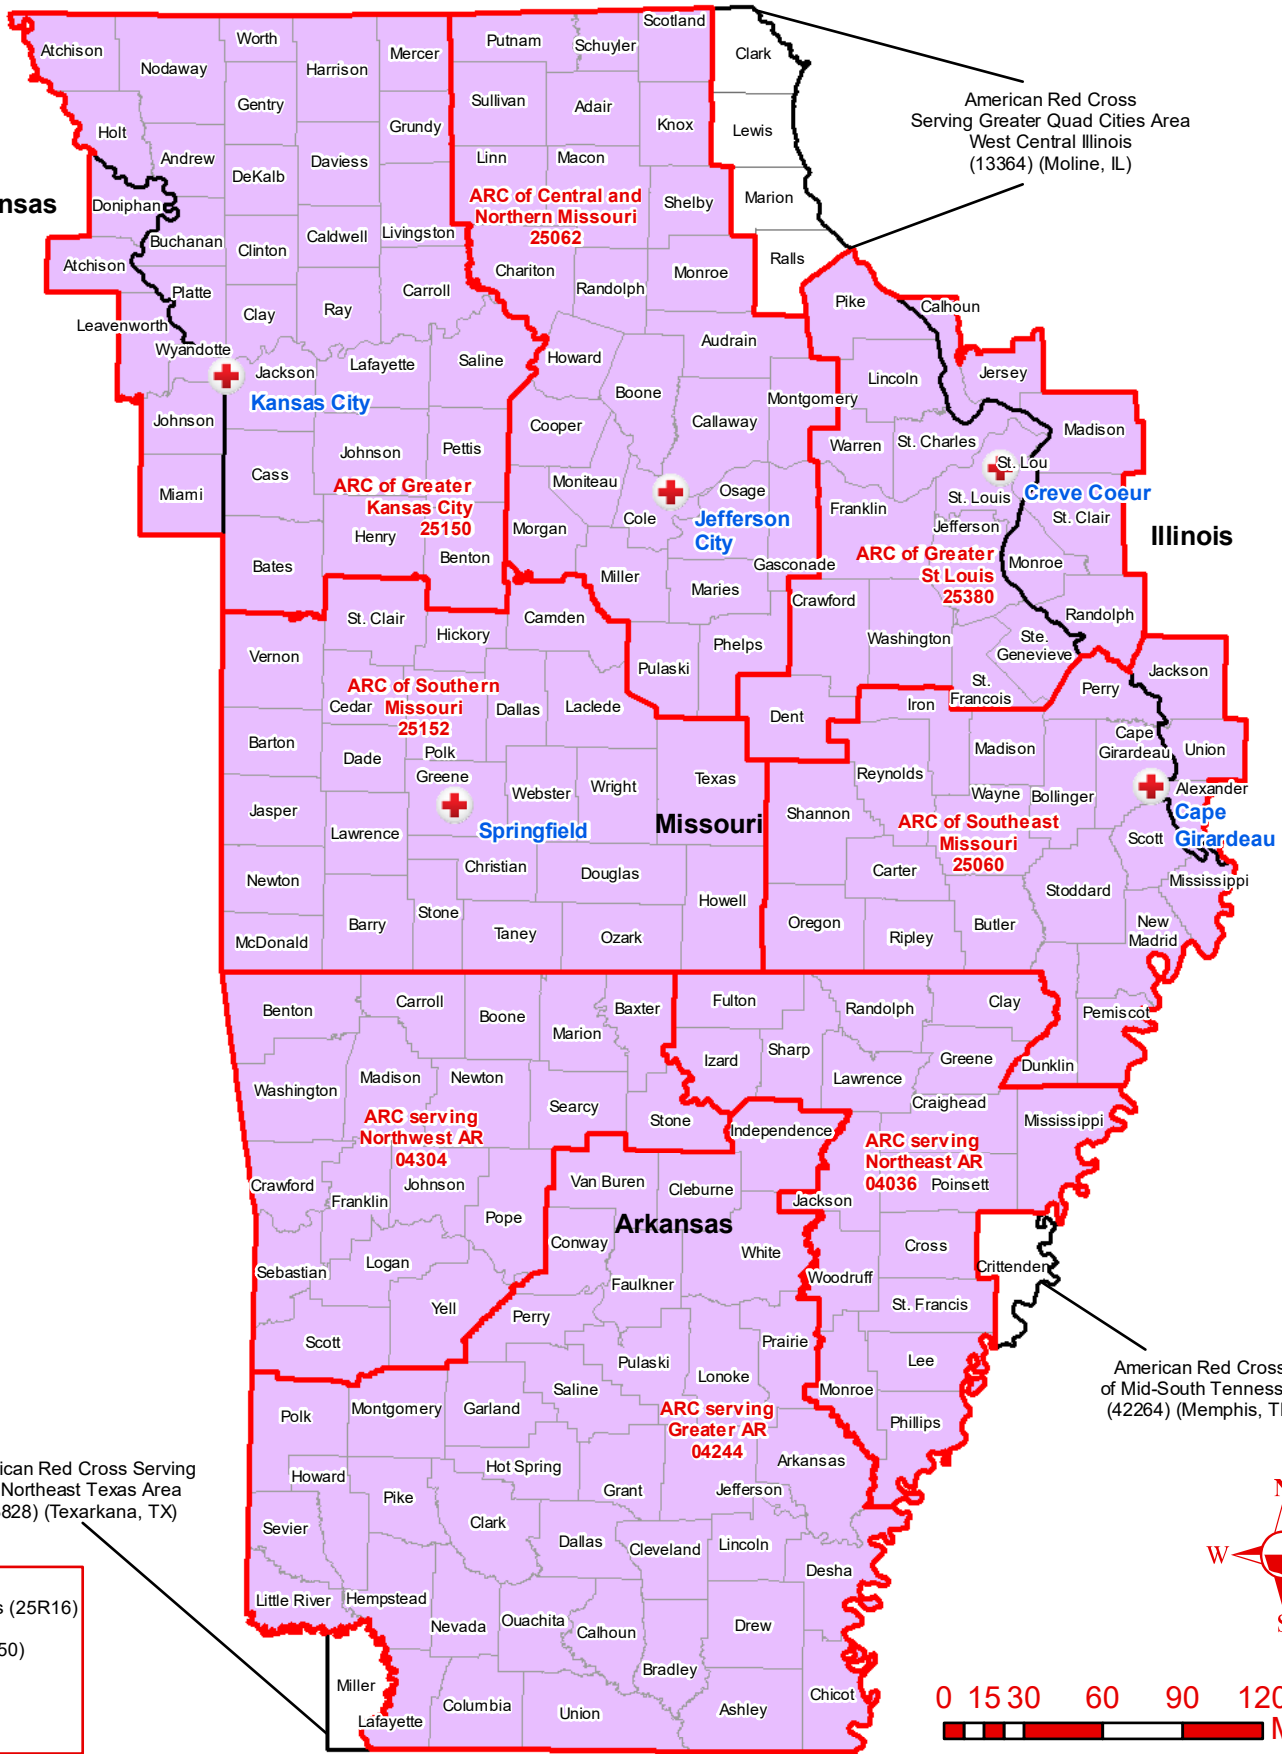 Scotland
Worth
Putnam
Schuyler
Atchison
Mercer
Clark
Nodaway
Harrison
American Red Cross
Serving Greater Quad Cities Area
West Central Illinois
(13364) (Moline, IL)
Gentry
Sullivan
Adair
Knox
Grundy
Lewis
Holt
Andrew
Daviess
Linn
Macon
DeKalb
ARC of Central and
Northern Missouri
25062
Shelby
Marion
nsas
Doniphan
Buchanan
Clinton
Caldwell
Livingston
Ralls
Atchison
Chariton
Randolph
Monroe
Platte
Carroll
Pike
Calhoun
Clay
Ray
Leavenworth
Audrain
Wyandotte
Jackson
Lafayette
Saline
Howard
Jersey
Lincoln
Boone
Montgomery
Kansas City
Johnson
Cooper
Callaway
Madison
Warren
St. Charles
Johnson
Pettis
St. Lou
Cass
Moniteau
Osage
St. Louis
Creve Coeur
Miami
ARC of Greater
Kansas City
25150
Franklin
Cole
Jefferson
City
Jefferson
St. Clair
Illinois
Henry
Morgan
Benton
Gasconade
ARC of Greater
St Louis
25380
Monroe
Bates
Miller
Maries
Crawford
St. Clair
Camden
Randolph
Hickory
Phelps
Washington
Ste.
Genevieve
Vernon
Pulaski
Jackson
ARC of Southern
Missouri
25152
St.
Francois
Perry
Cedar
Dallas
Laclede
Iron
Dent
Barton
Polk
Madison
Cape
Girardeau
Union
Dade
Greene
Reynolds
Texas
Webster
Wright
Wayne
Bollinger
Alexander
Jasper
Lawrence
Springfield
Missouri
Shannon
ARC of Southeast
Missouri
25060
Cape
Girardeau
Scott
Christian
Douglas
Carter
Newton
Howell
Stoddard
Mississippi
Stone
Barry
Taney
Ozark
Oregon
Ripley
Butler
New
Madrid
McDonald
Benton
Carroll
Boone
Marion
Baxter
Fulton
Randolph
Clay
Pemiscot
Izard
Sharp
Greene
Dunklin
Washington
Madison
Newton
Lawrence
Searcy
Craighead
Stone
Mississippi
ARC serving
Northwest AR
04304
Independence
ARC serving
Northeast AR
04036
Poinsett
Crawford
Franklin
Johnson
Van Buren
Cleburne
Jackson
Pope
Arkansas
Conway
White
Cross
Logan
Sebastian
Faulkner
Woodruff
Crittenden
Yell
Perry
St. Francis
Scott
Prairie
Pulaski
Lonoke
Lee
American Red Cross
of Mid-South Tenness
(42264) (Memphis, T
Saline
Monroe
Polk
Montgomery
Garland
ARC serving
Greater AR
04244
Phillips
ican Red Cross Serving
Northeast Texas Area
828) (Texarkana, TX)
Howard
Hot Spring
Arkansas
Pike
Grant
Jefferson
Sevier
Clark
Dallas
Cleveland
Lincoln
W
Desha
s (25R16)
50)
Little River
Hempstead
Nevada
Ouachita
Calhoun
Drew
Bradley
Miller
Lafayette
Columbia
Union
Ashley
Chicot
0 15 30 60 90 120